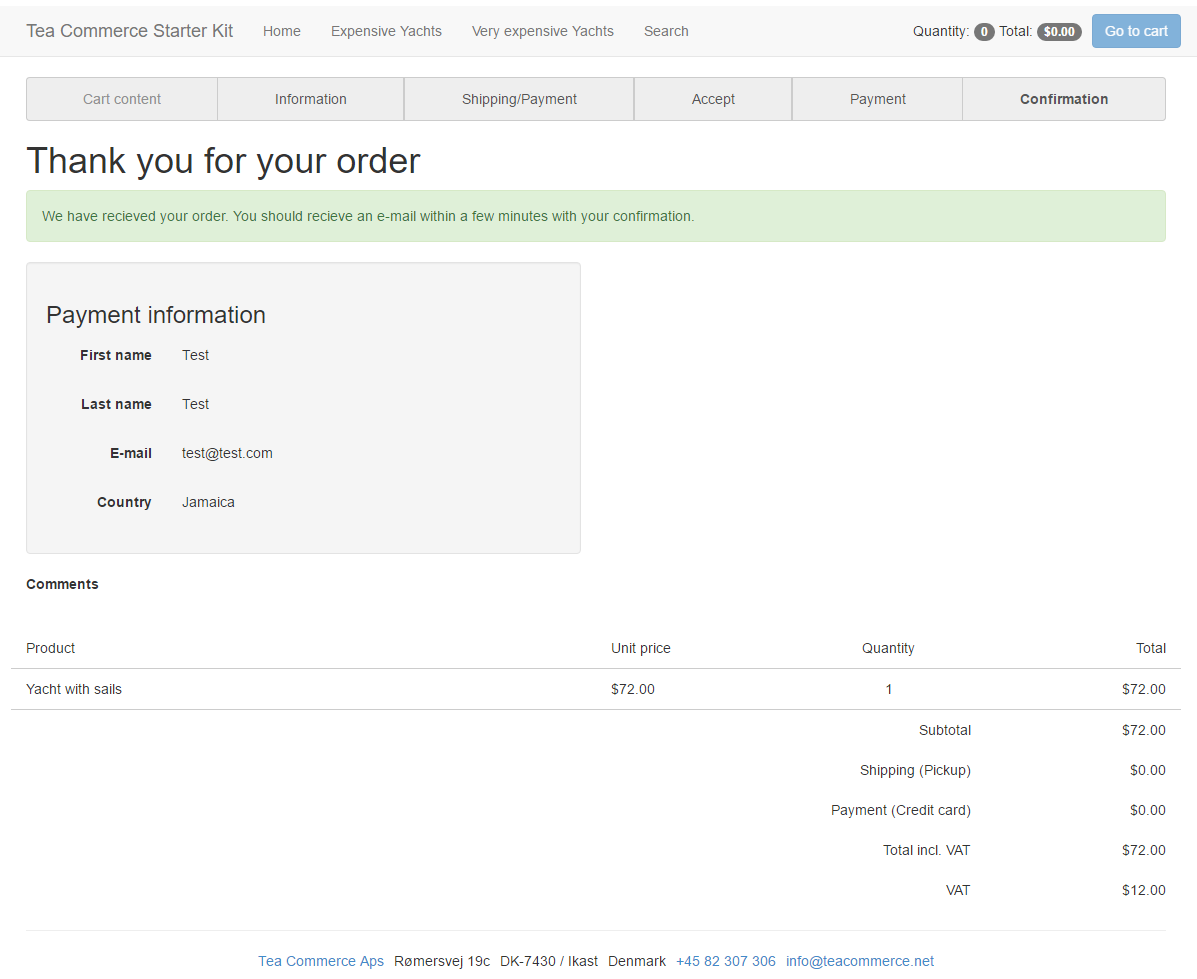 Tea Commerce Starter Kit Home Expensive Yachts Very expensive Yachts Search Quantity: 0 Total: $0.00 Go to cart
Cart content Information Shipping/Payment Accept Payment Confirmation
Thank you for your order
We have recieved your order. You should recieve an e-mail within a few minutes with your confirmation.
Payment information
First name Test
Last name Test
E-mail test@test.com
Country Jamaica
Comments
Product Unit price Quantity Total
Yacht with sails $72.00 1 $72.00
Subtotal $72.00
Shipping (Pickup) $0.00
Payment (Credit card) $0.00
Total incl. VAT $72.00
VAT $12.00
Tea Commerce Aps Rømersvej 19c DK-7430 / Ikast Denmark +45 82 307 306 info@teacommerce.net